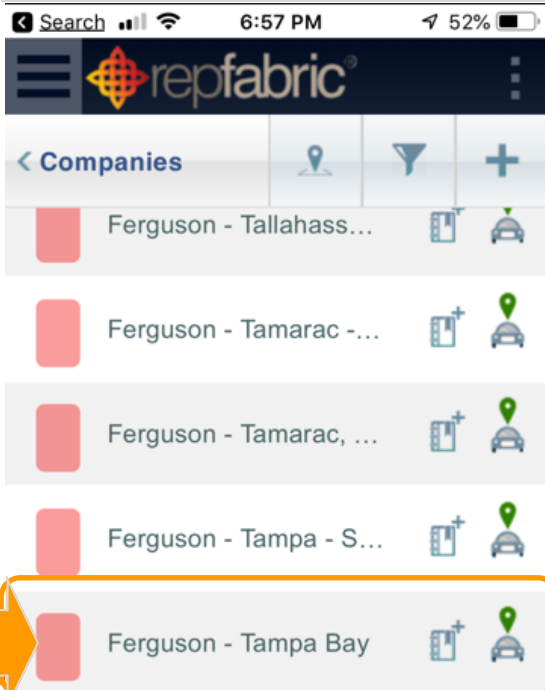 Search 6:57 PM 52%
repfabric®
Companies
Ferguson - Tallahass...
Ferguson - Tamarac -...
Ferguson - Tamarac, ...
Ferguson - Tampa - S...
Ferguson - Tampa Bay